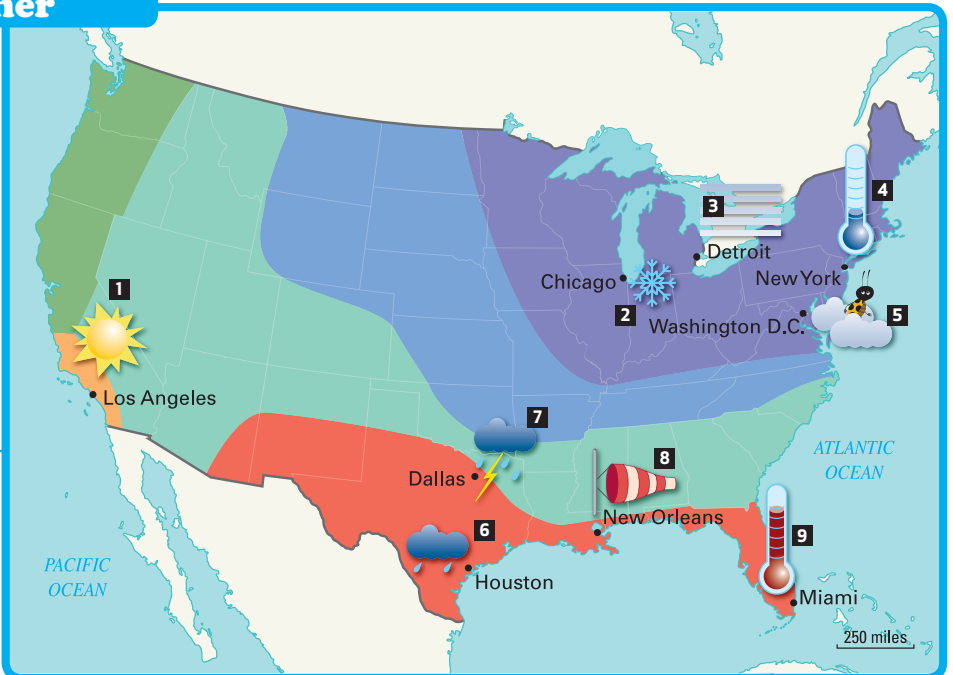 1
2
3
4
5
6
7
8
9
Detroit
Chicago
New York
Washington D.C.
Los Angeles
Dallas
New Orleans
Houston
Miami
ATLANTIC
OCEAN
PACIFIC
OCEAN
250 miles